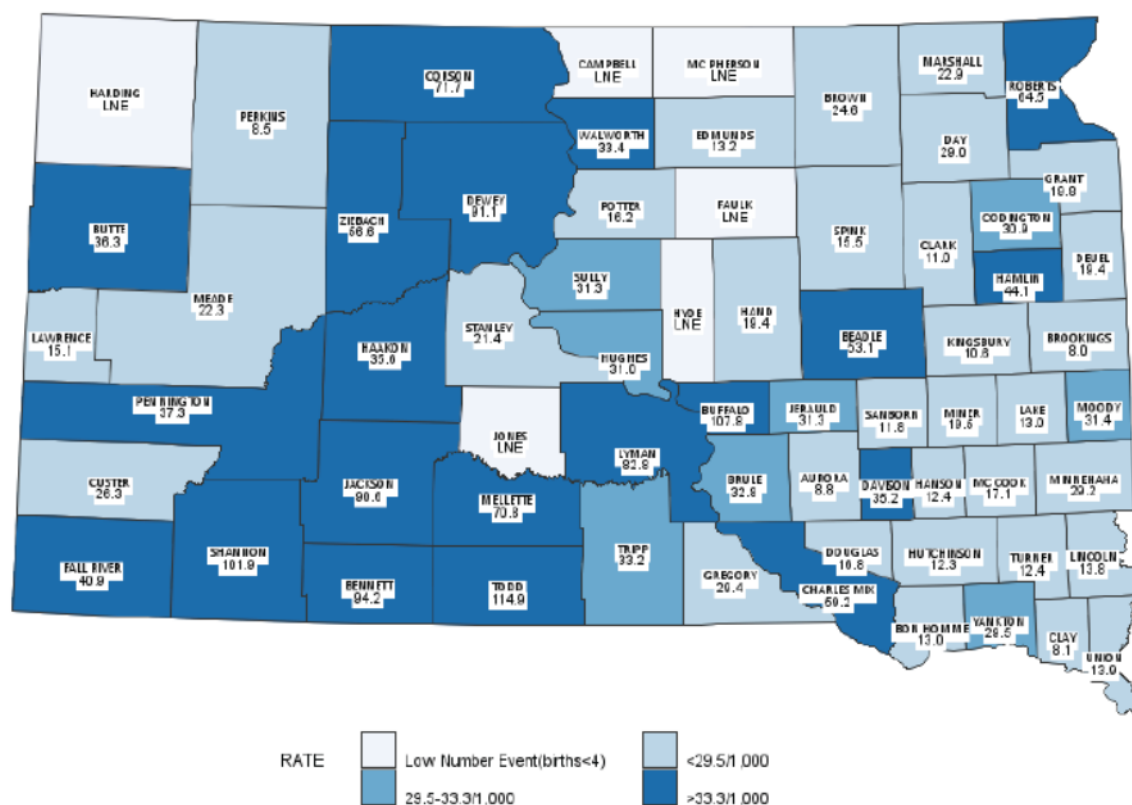 HARDING
LNE
PERKINS
8.5
CORSON
71.7
CAMPBELL
LNE
MCPHERSON
LNE
BROWN
24.6
MARSHALL
22.9
ROBERTS
64.5
WALWORTH
33.4
EDMUNDS
13.2
DAY
29.0
GRANT
19.8
BUTTE
36.3
ZIEBACH
56.6
DEWEY
91.1
POTTER
16.2
FAULK
LNE
SPINK
15.5
CLARK
11.0
CODINGTON
30.9
DEUEL
19.4
HAMLIN
44.1
MEADE
22.3
SULLY
31.3
HYDE
LNE
HAND
19.4
LAWRENCE
15.1
HAAKON
35.6
STANLEY
21.4
HUGHES
31.0
BEADLE
53.1
KINGSBURY
10.6
BROOKINGS
8.0
PENNINGTON
37.3
JONES
LNE
LYMAN
82.8
BUFFALO
107.8
JERAULD
31.3
SANBORN
11.8
MINER
19.5
LAKE
13.0
MOODY
31.4
CUSTER
26.3
JACKSON
90.6
MELLETTE
70.8
BRULE
32.8
AURORA
8.8
DAVISON
35.2
HANSON
12.4
MCCOOK
17.1
MINNEHAHA
29.2
FALL RIVER
40.9
SHANNON
101.9
BENNETT
94.2
TODD
114.9
TRIPP
33.2
GREGORY
29.4
DOUGLAS
16.8
CHARLES MIX
59.2
HUTCHINSON
12.3
TURNER
12.4
LINCOLN
13.8
BON HOMME
13.0
YANKTON
29.5
CLAY
8.1
UNION
13.9
RATE
Low Number Event(births<4)
<29.5/1,000
29.5-33.3/1,000
>33.3/1,000